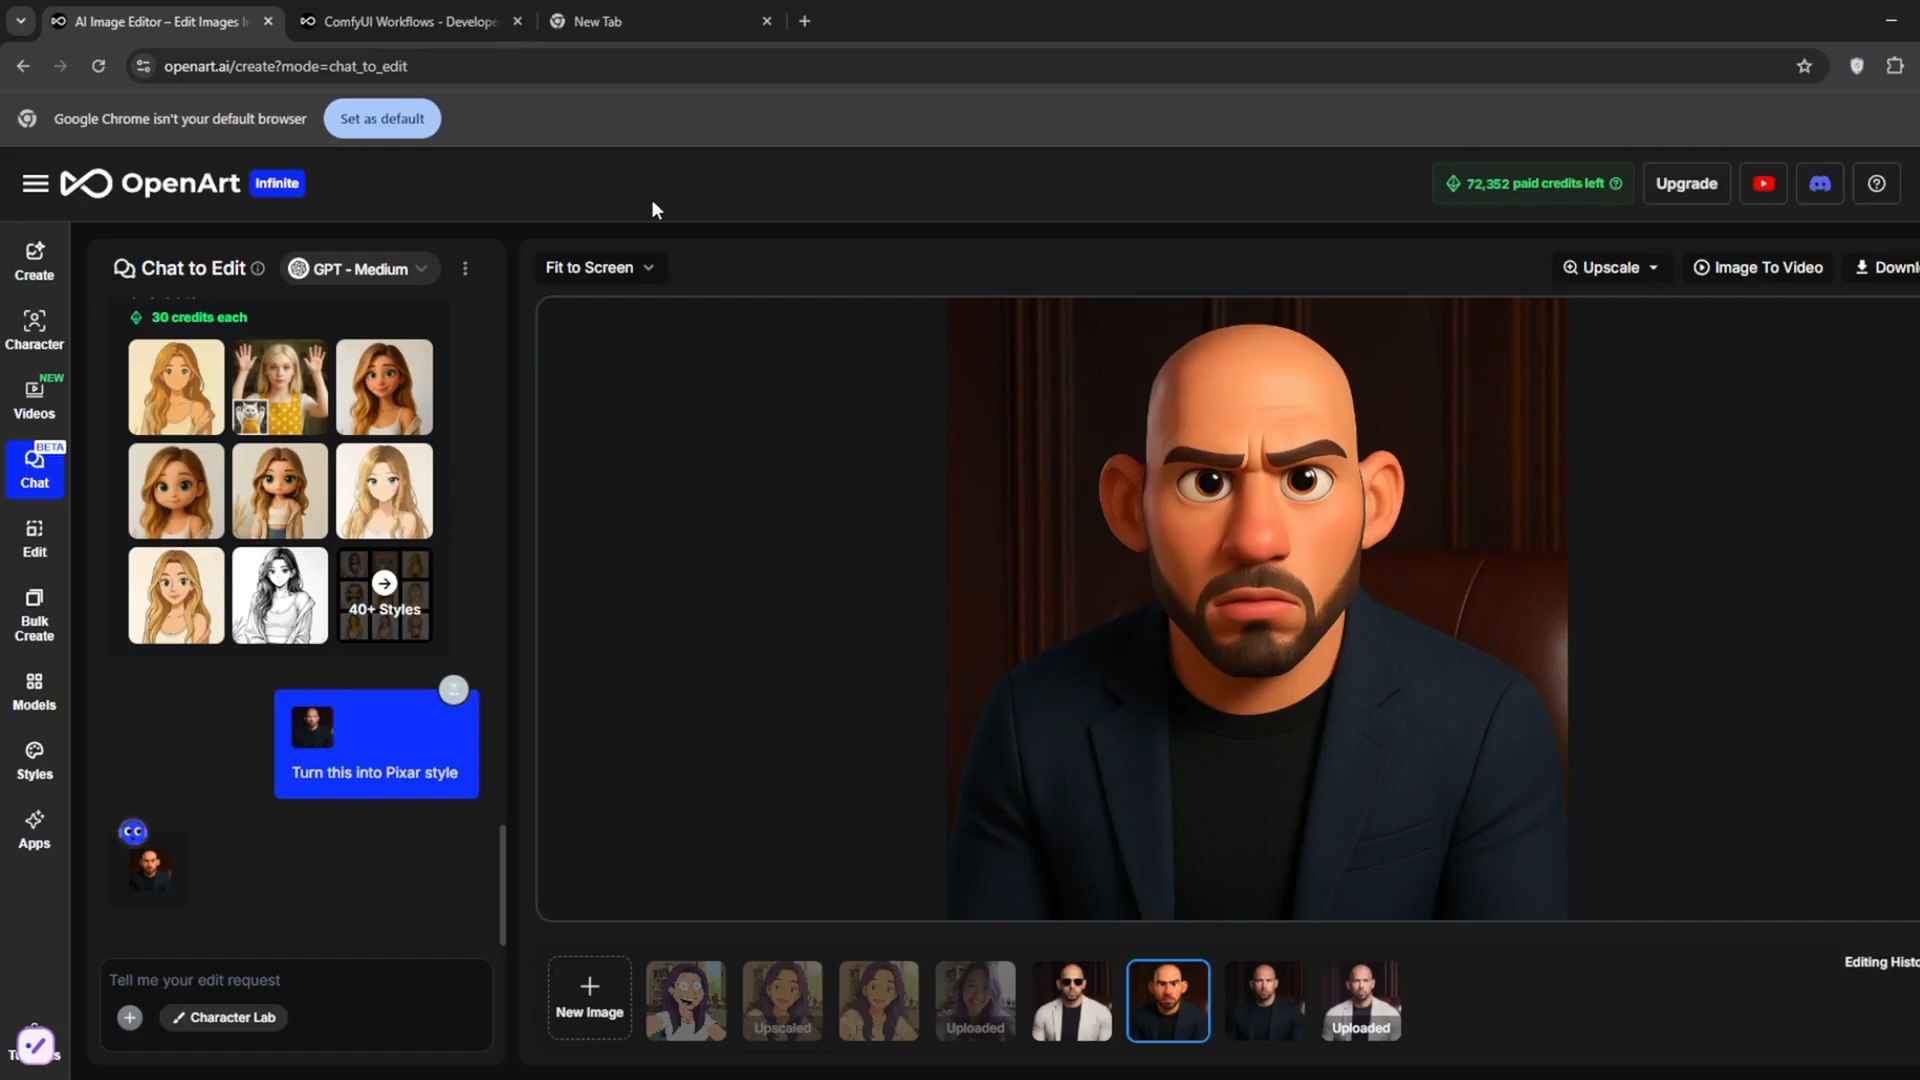 AI Image Editor – Edit Images I
ComfyUI Workflows - Develope
New Tab
openart.ai/create?mode=chat_to_edit
Google Chrome isn't your default browser
Set as default
OpenArt
Infinite
72,352 paid credits left
Upgrade
Create
Character
NEW
Videos
BETA
Chat
Edit
Bulk
Create
Models
Styles
Apps
Chat to Edit
GPT - Medium
30 credits each
40+ Styles
Turn this into Pixar style
Tell me your edit request
Character Lab
Fit to Screen
Upscale
Image To Video
Downl
New Image
Upscaled
Uploaded
Uploaded
Editing Histo